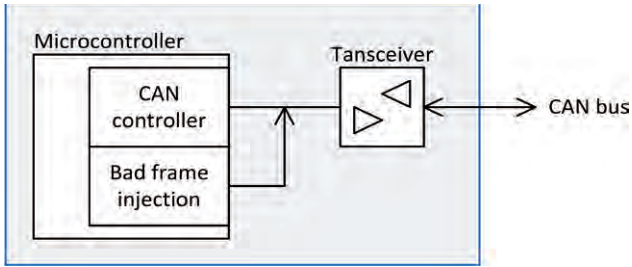 Microcontroller
Tansceiver
CAN
controller
CAN bus
Bad frame
injection